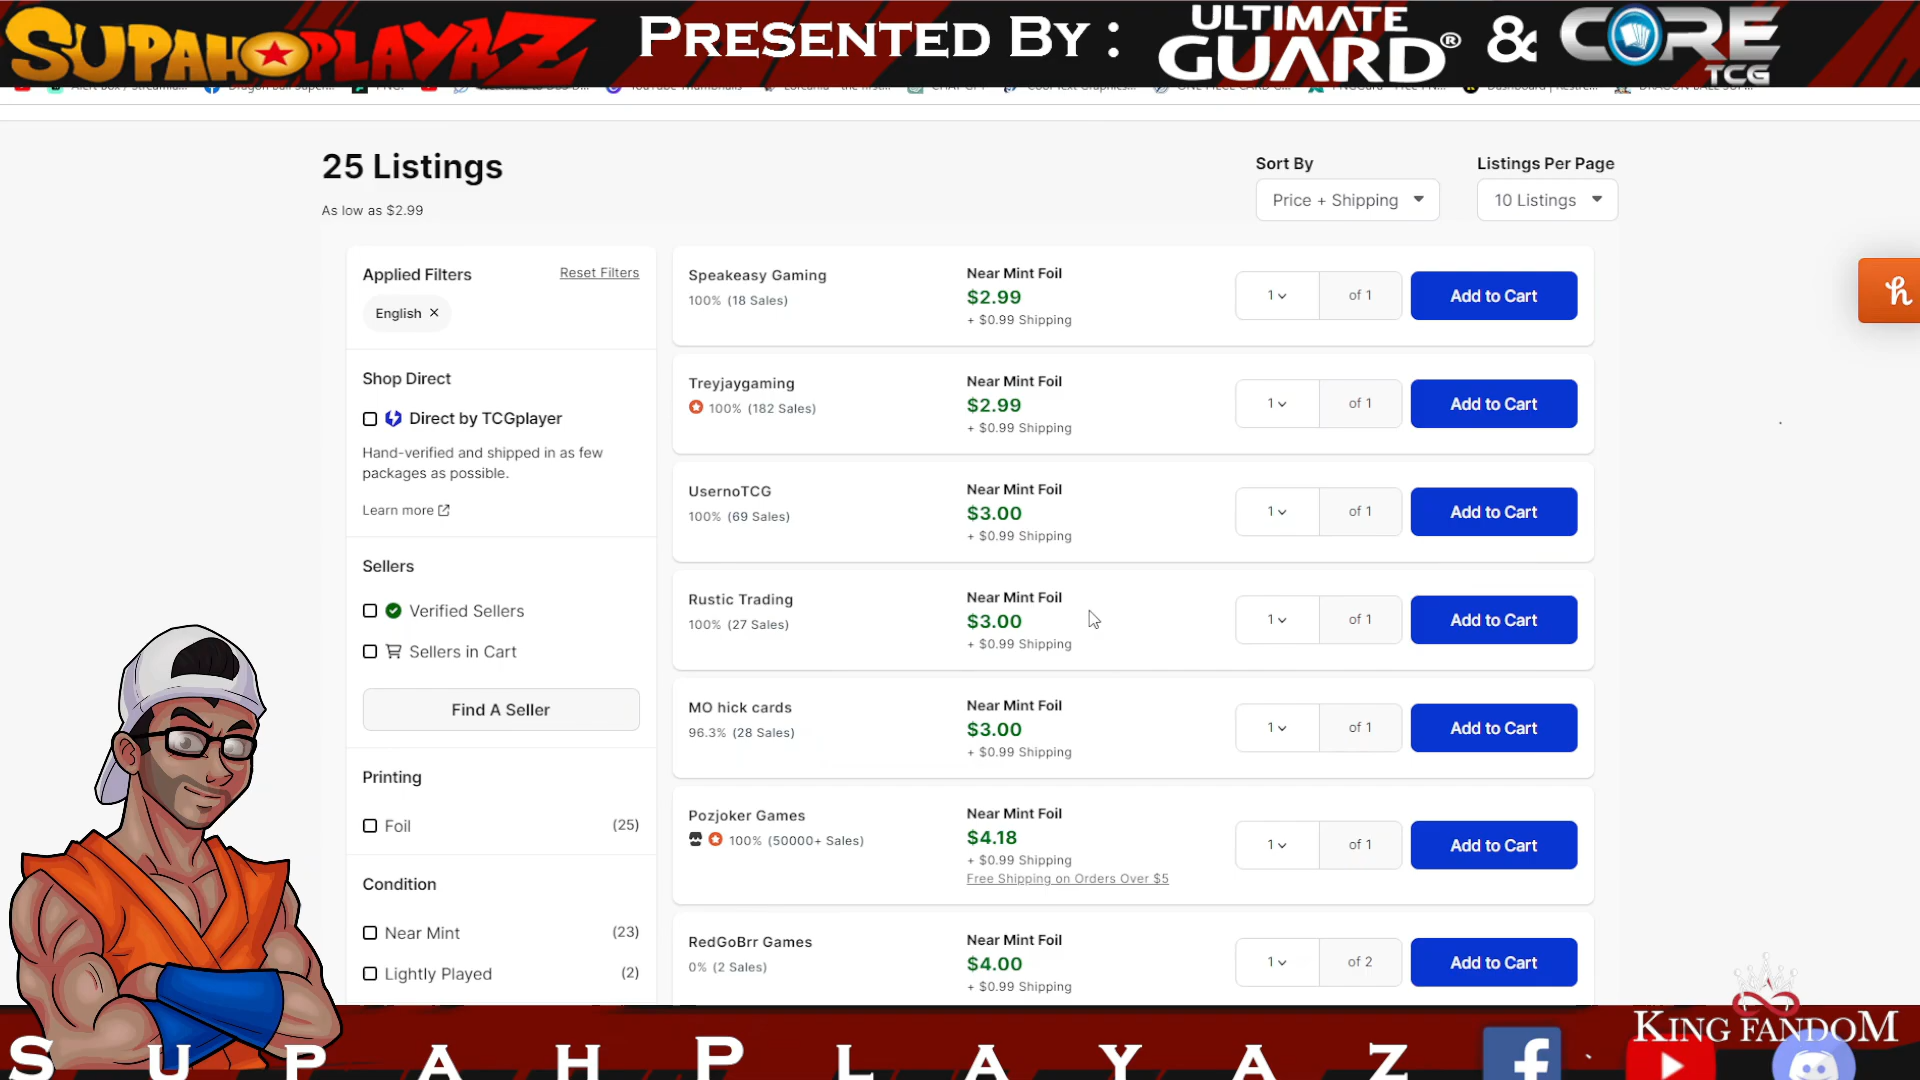 SUPAH PLAYAZ PRESENTED BY : ULTIMATE GUARD® & CORE TCG
25 Listings
As low as $2.99
Sort By
Price + Shipping
Listings Per Page
10 Listings
Applied Filters
Reset Filters
English ×
Shop Direct
Direct by TCGplayer
Hand-verified and shipped in as few
packages as possible.
Learn more
Sellers
Verified Sellers
Sellers in Cart
Find A Seller
Printing
Foil (25)
Condition
Near Mint (23)
Lightly Played (2)
Speakeasy Gaming
100% (18 Sales)
Near Mint Foil
$2.99
+ $0.99 Shipping
1 of 1
Add to Cart
Treyjaygaming
100% (182 Sales)
Near Mint Foil
$2.99
+ $0.99 Shipping
1 of 1
Add to Cart
UsernoTCG
100% (69 Sales)
Near Mint Foil
$3.00
+ $0.99 Shipping
1 of 1
Add to Cart
Rustic Trading
100% (27 Sales)
Near Mint Foil
$3.00
+ $0.99 Shipping
1 of 1
Add to Cart
MO hick cards
96.3% (28 Sales)
Near Mint Foil
$3.00
+ $0.99 Shipping
1 of 1
Add to Cart
Pozjoker Games
100% (50000+ Sales)
Near Mint Foil
$4.18
+ $0.99 Shipping
Free Shipping on Orders Over $5
1 of 1
Add to Cart
RedGoBrr Games
0% (2 Sales)
Near Mint Foil
$4.00
+ $0.99 Shipping
1 of 2
Add to Cart
KING FANDOM
SUPAH PLAYAZ